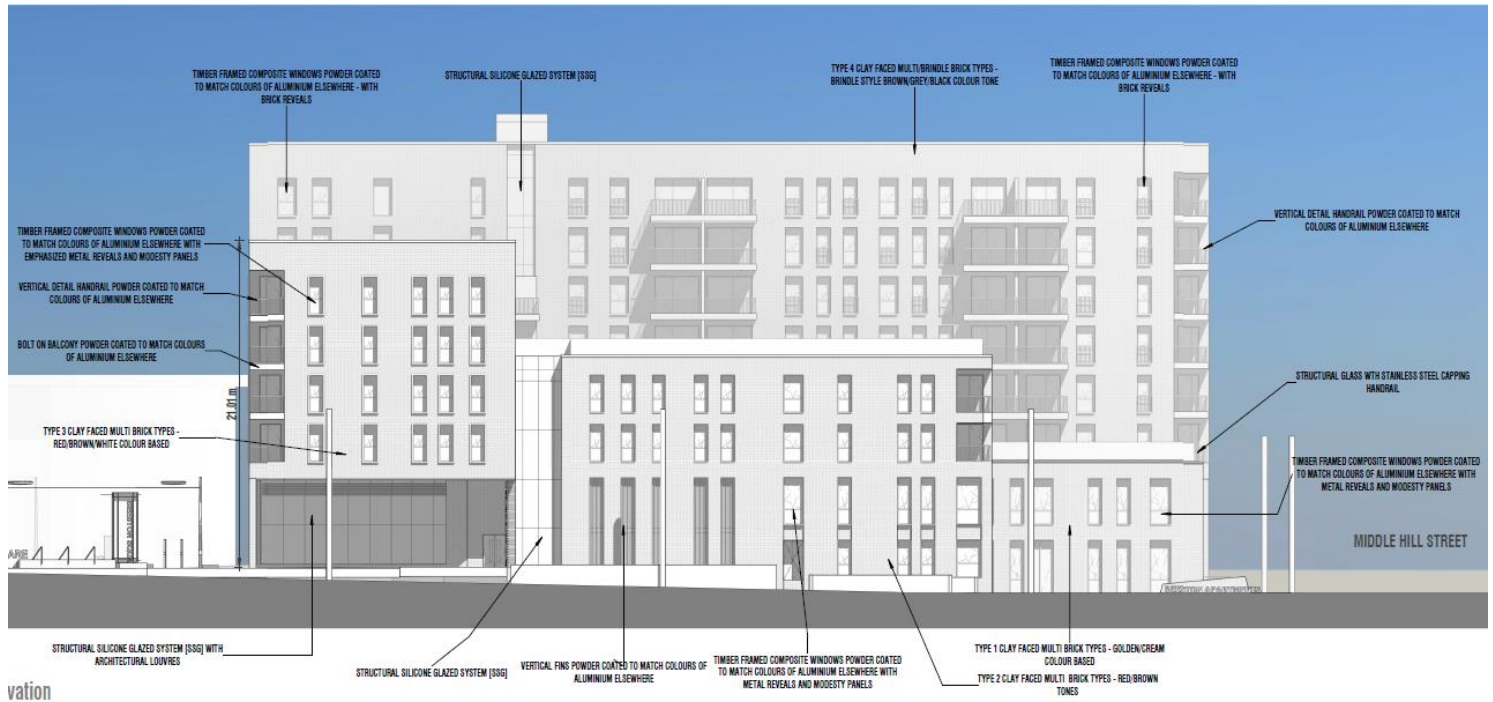 TIMBER FRAMED COMPOSITE WINDOWS POWDER COATED
TO MATCH COLOURS OF ALUMINIUM ELSEWHERE - WITH
BRICK REVEALS
STRUCTURAL SILICONE GLAZED SYSTEM [SSG]
TYPE 4 CLAY FACED MULTI/BRINDLE BRICK TYPES -
BRINDLE STYLE BROWN/GREY/BLACK COLOUR TONE
TIMBER FRAMED COMPOSITE WINDOWS POWDER COATED
TO MATCH COLOURS OF ALUMINIUM ELSEWHERE - WITH
BRICK REVEALS
TIMBER FRAMED COMPOSITE WINDOWS POWDER COATED
TO MATCH COLOURS OF ALUMINIUM ELSEWHERE WITH
EMPHASIZED METAL REVEALS AND MODESTY PANELS
VERTICAL DETAIL HANDRAIL POWDER COATED TO MATCH
COLOURS OF ALUMINIUM ELSEWHERE
VERTICAL DETAIL HANDRAIL POWDER COATED TO MATCH
COLOURS OF ALUMINIUM ELSEWHERE
BOLT ON BALCONY POWDER COATED TO MATCH COLOURS
OF ALUMINIUM ELSEWHERE
21.01 m
STRUCTURAL GLASS WTH STAINLESS STEEL CAPPING
HANDRAIL
TYPE 3 CLAY FACED MULTI BRICK TYPES -
RED/BROWN/WHITE COLOUR BASED
TIMBER FRAMED COMPOSITE WINDOWS POWDER COATED
TO MATCH COLOURS OF ALUMINIUM ELSEWHERE WITH
METAL REVEALS AND MODESTY PANELS
MIDDLE HILL STREET
ARE
STRUCTURAL SILICONE GLAZED SYSTEM [SSG] WITH
ARCHITECTURAL LOUVRES
STRUCTURAL SILICONE GLAZED SYSTEM [SSG]
VERTICAL FINS POWDER COATED TO MATCH COLOURS OF
ALUMINIUM ELSEWHERE
TIMBER FRAMED COMPOSITE WINDOWS POWDER COATED
TO MATCH COLOURS OF ALUMINIUM ELSEWHERE WITH
METAL REVEALS AND MODESTY PANELS
TYPE 1 CLAY FACED MULTI BRICK TYPES - GOLDEN/CREAM
COLOUR BASED
TYPE 2 CLAY FACED MULTI BRICK TYPES - RED/BROWN
TONES
vation